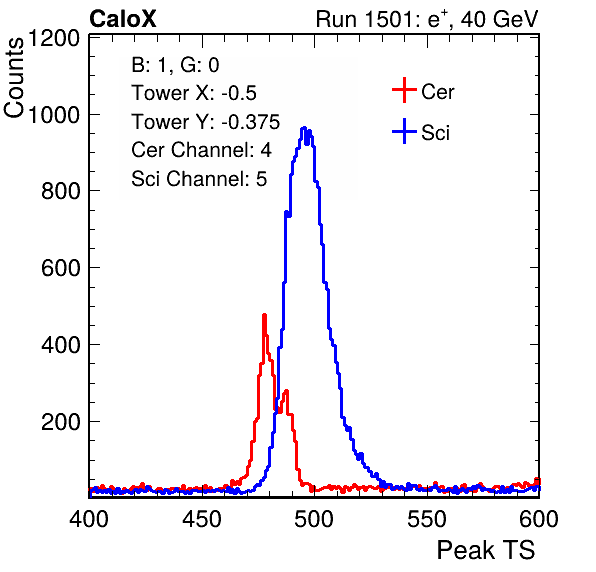 CaloX Run 1501: e⁺, 40 GeV
Counts
B: 1, G: 0
Tower X: -0.5
Tower Y: -0.375
Cer Channel: 4
Sci Channel: 5
Cer
Sci
1200
1000
800
600
400
200
400 450 500 550 600
Peak TS